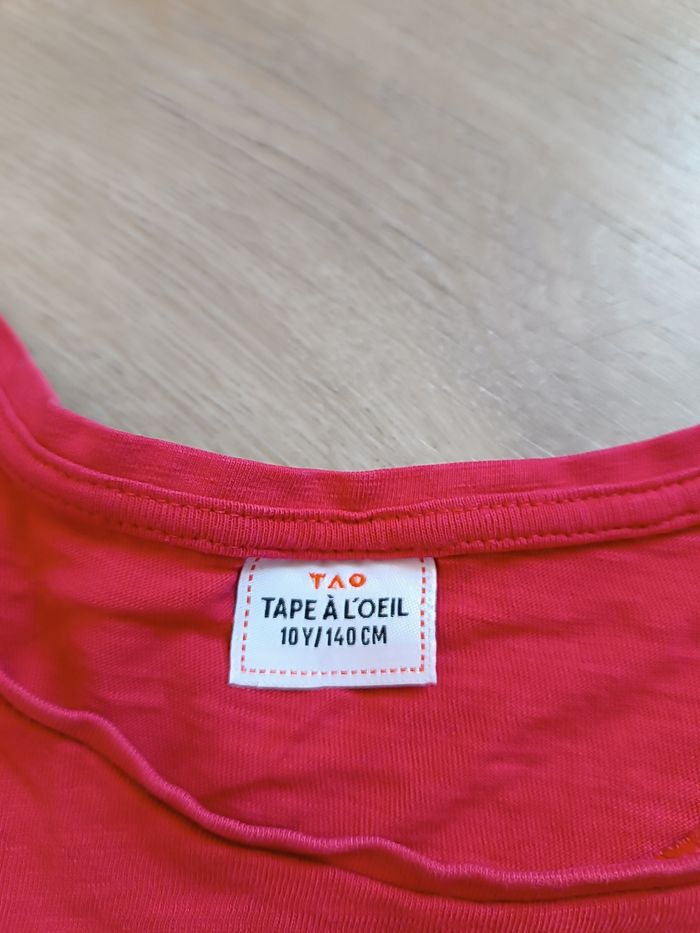 TAO
TAPE À L'OEIL
10Y/140CM